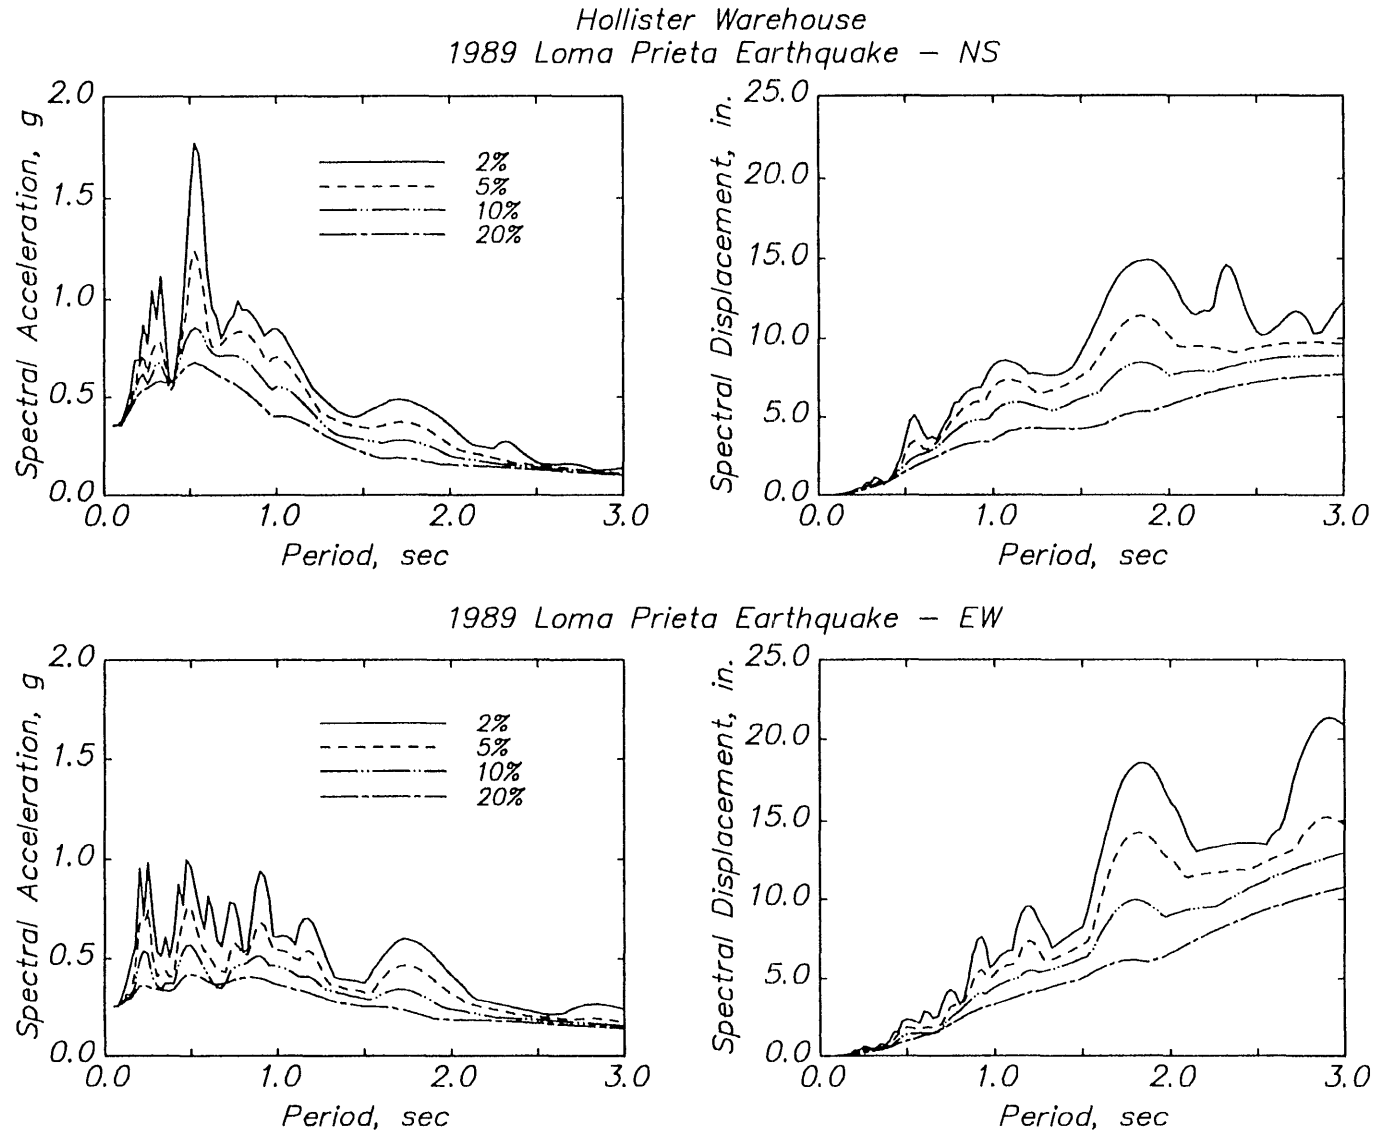 Hollister Warehouse
1989 Loma Prieta Earthquake – NS
Spectral Acceleration, g
2.0
1.5
1.0
0.5
0.0
2%
5%
10%
20%
0.0 1.0 2.0 3.0
Period, sec
Spectral Displacement, in.
25.0
20.0
15.0
10.0
5.0
0.0
0.0 1.0 2.0 3.0
Period, sec
1989 Loma Prieta Earthquake – EW
Spectral Acceleration, g
2.0
1.5
1.0
0.5
0.0
2%
5%
10%
20%
0.0 1.0 2.0 3.0
Period, sec
Spectral Displacement, in.
25.0
20.0
15.0
10.0
5.0
0.0
0.0 1.0 2.0 3.0
Period, sec